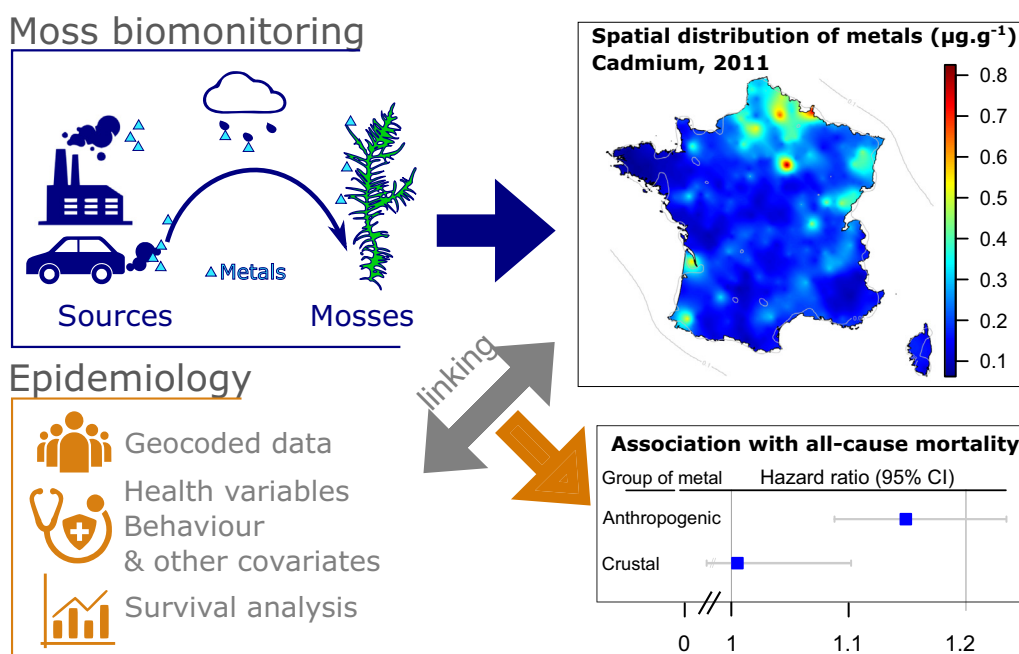 Moss biomonitoring
Metals
Sources
Mosses
Spatial distribution of metals (µg.g⁻¹)
Cadmium, 2011
0.8
0.7
0.6
0.5
0.4
0.3
0.2
0.1
linking
Epidemiology
Geocoded data
Health variables
Behaviour
& other covariates
Survival analysis
Association with all-cause mortality
Group of metal Hazard ratio (95% CI)
Anthropogenic
Crustal
0 1 1.1 1.2